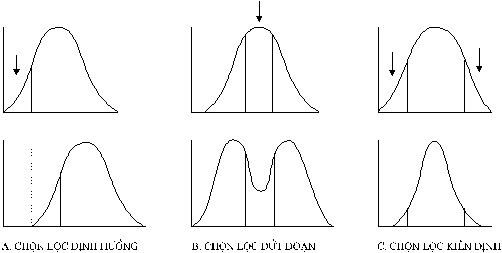 A. CHỌN LỌC ĐỊNH HƯỚNG
B. CHỌN LỌC ĐỨT ĐOẠN
C. CHỌN LỌC KIÊN ĐỊNH